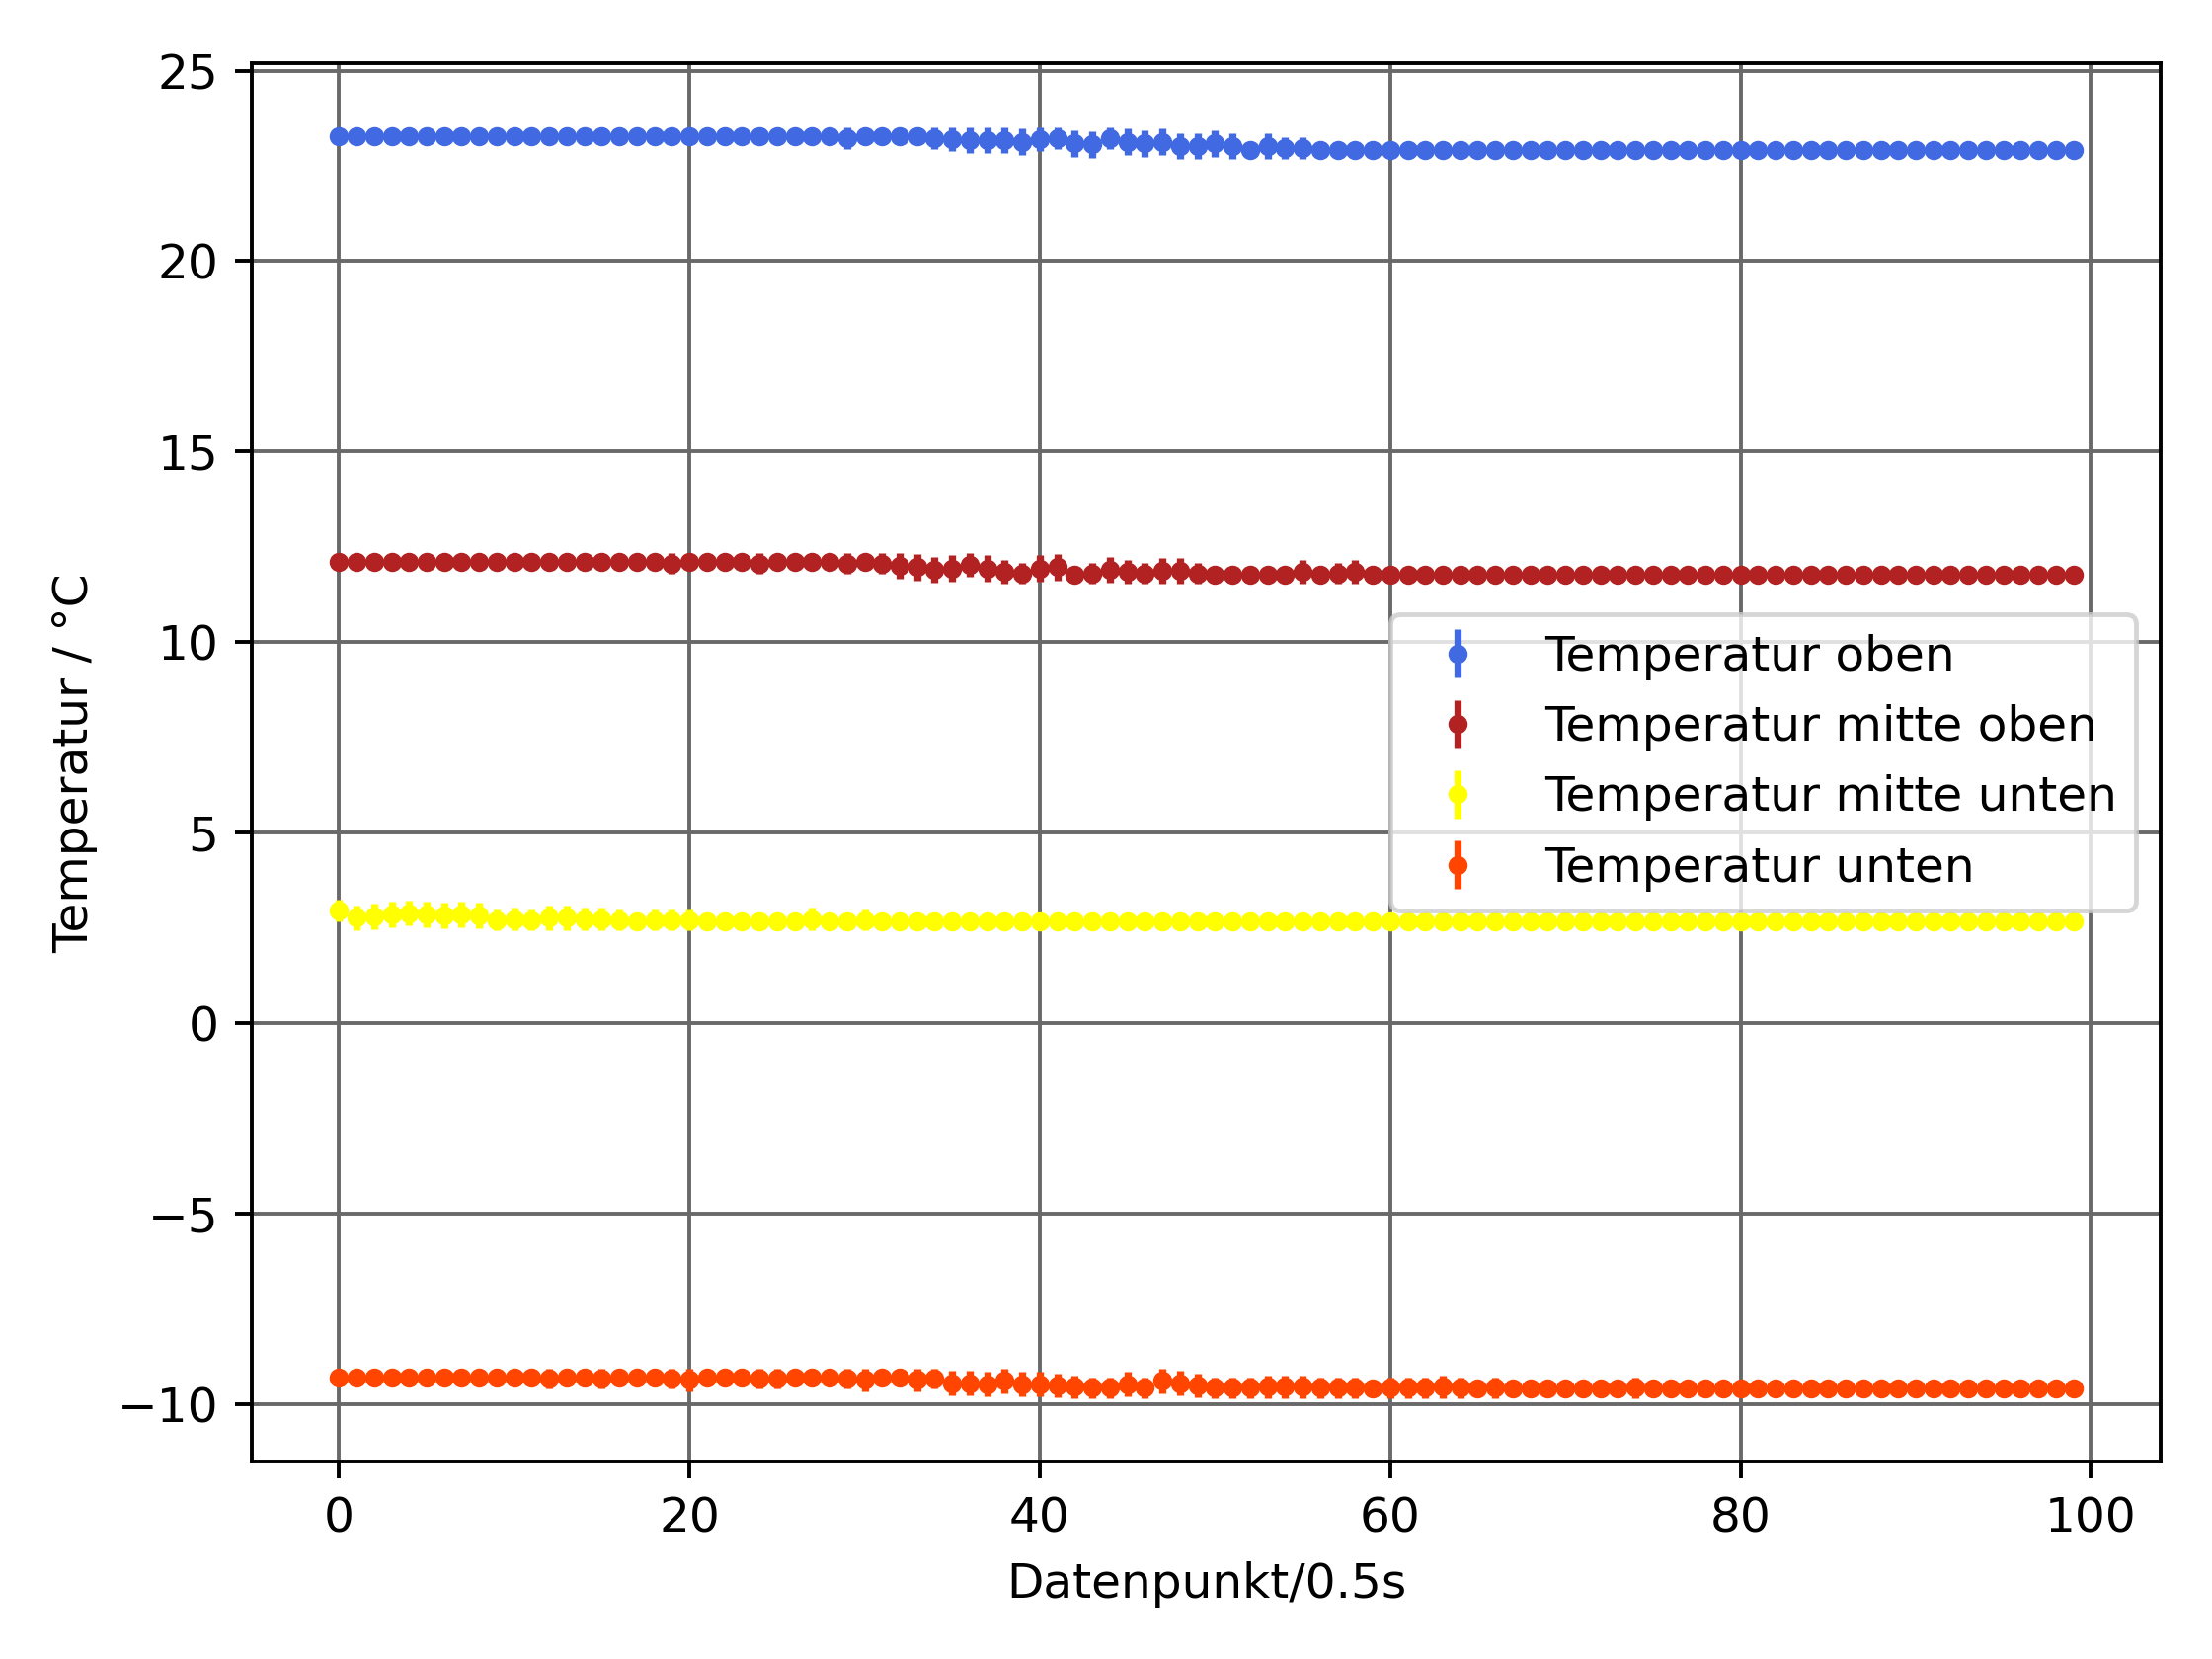 25
20
15
10
5
0
−5
−10
Temperatur / °C
Temperatur oben
Temperatur mitte oben
Temperatur mitte unten
Temperatur unten
0 20 40 60 80 100
Datenpunkt/0.5s